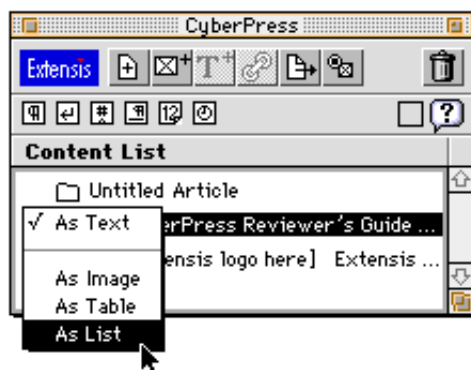 CyberPress
Extensis
T+
12
?
Content List
Untitled Article
✓ As Text
erPress Reviewer's Guide ...
ensis logo here] Extensis ...
As Image
As Table
As List